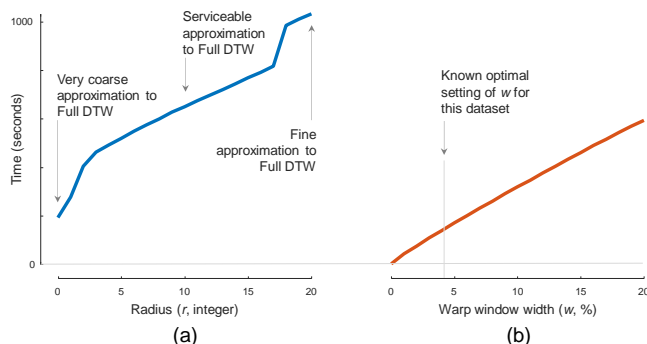 1000
Time (seconds)
0
Very coarse
approximation to
Full DTW
Serviceable
approximation
to Full DTW
Fine
approximation to
Full DTW
0 5 10 15 20
Radius (r, integer)
(a)
Known optimal
setting of w for
this dataset
0 5 10 15 20
Warp window width (w, %)
(b)